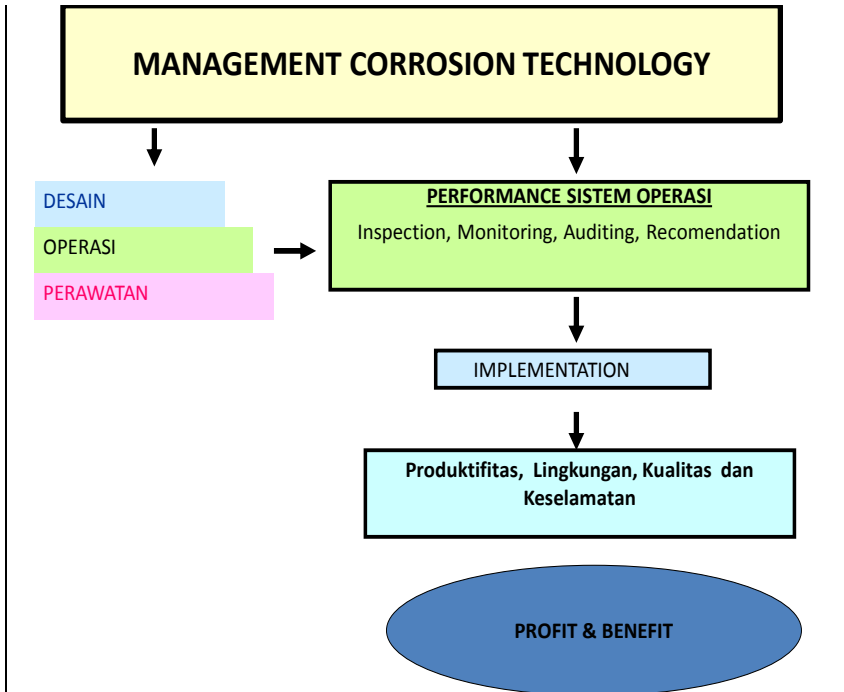 MANAGEMENT CORROSION TECHNOLOGY
DESAIN
OPERASI
PERAWATAN
PERFORMANCE SISTEM OPERASI
Inspection, Monitoring, Auditing, Recomendation
IMPLEMENTATION
Produktifitas, Lingkungan, Kualitas dan
Keselamatan
PROFIT & BENEFIT